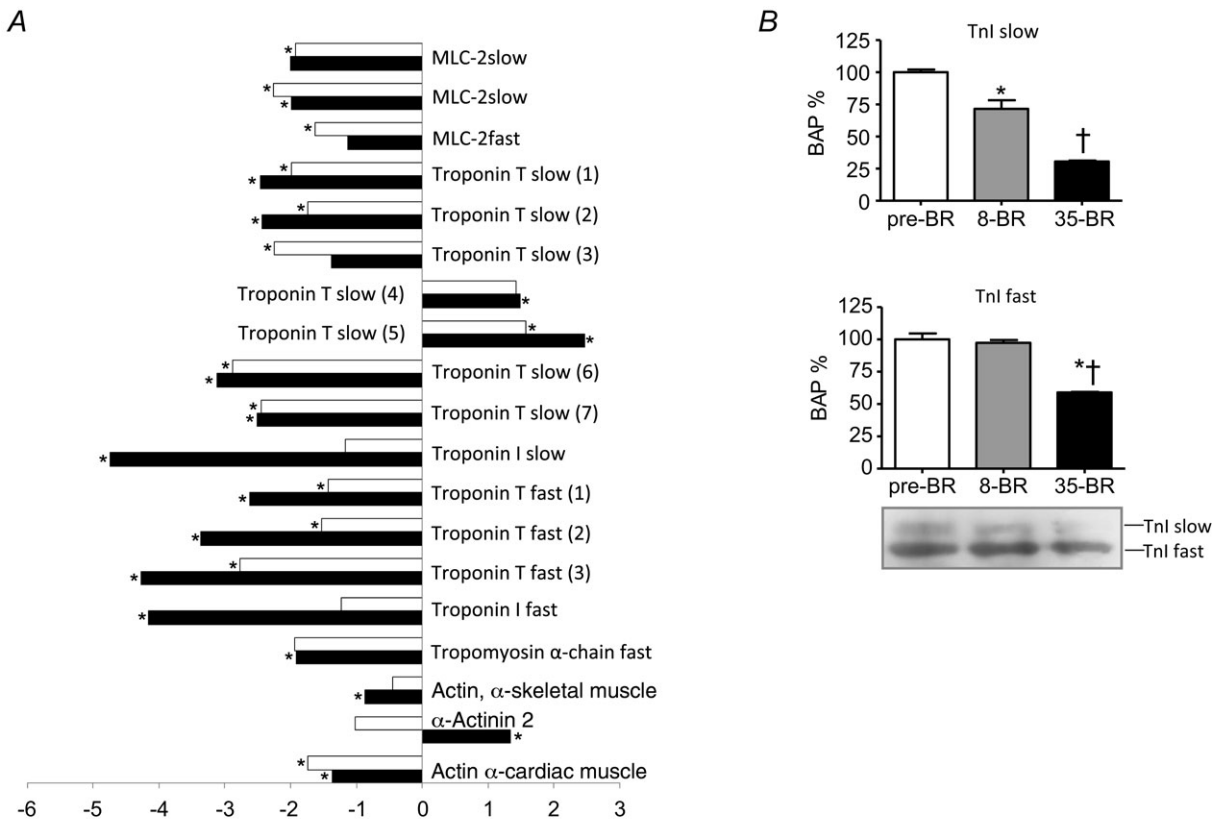 A
MLC-2slow
MLC-2slow
MLC-2fast
Troponin T slow (1)
Troponin T slow (2)
Troponin T slow (3)
Troponin T slow (4)
Troponin T slow (5)
Troponin T slow (6)
Troponin T slow (7)
Troponin I slow
Troponin T fast (1)
Troponin T fast (2)
Troponin T fast (3)
Troponin I fast
Tropomyosin α-chain fast
Actin, α-skeletal muscle
α-Actinin 2
Actin α-cardiac muscle
-6 -5 -4 -3 -2 -1 0 1 2 3
B
TnI slow
BAP %
125
100
75
50
25
0
*
†
pre-BR 8-BR 35-BR
TnI fast
BAP %
125
100
75
50
25
0
*†
pre-BR 8-BR 35-BR
TnI slow
TnI fast